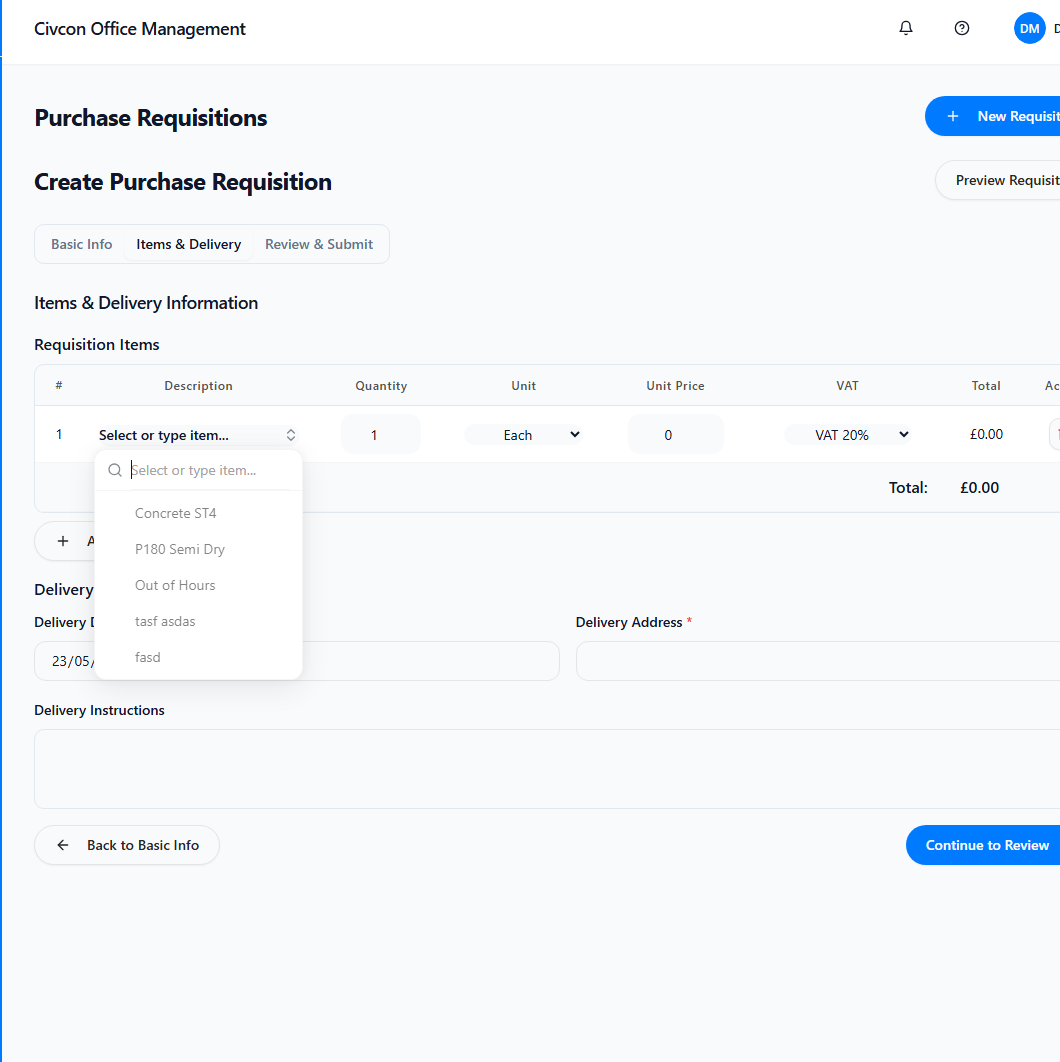 Civcon Office Management
DM
Purchase Requisitions
New Requisit
Create Purchase Requisition
Preview Requisit
Basic Info Items & Delivery Review & Submit
Items & Delivery Information
Requisition Items
# Description Quantity Unit Unit Price VAT Total Ac
1 Select or type item... 1 Each 0 VAT 20% £0.00
Select or type item...
Total: £0.00
Concrete ST4
A
P180 Semi Dry
Out of Hours
Delivery
tasf asdas
Delivery D
Delivery Address *
fasd
23/05/
Delivery Instructions
Back to Basic Info
Continue to Review